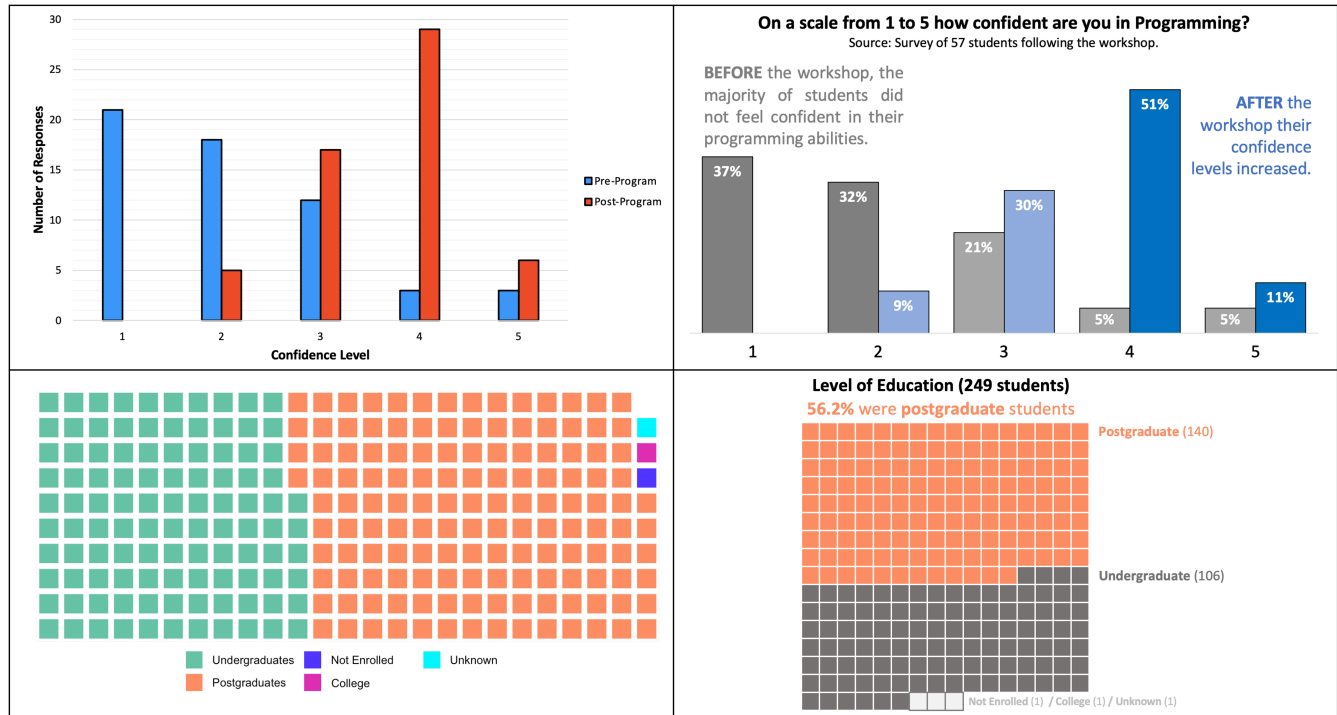 30
25
20
15
10
5
0
Number of Responses
1 2 3 4 5
Confidence Level
Pre-Program
Post-Program
On a scale from 1 to 5 how confident are you in Programming?
Source: Survey of 57 students following the workshop.
BEFORE the workshop, the
majority of students did
not feel confident in their
programming abilities.
AFTER the
workshop their
confidence
levels increased.
37%
32%
9%
21%
30%
5%
51%
5%
11%
1 2 3 4 5
Undergraduates Not Enrolled Unknown
Postgraduates College
Level of Education (249 students)
56.2% were postgraduate students
Postgraduate (140)
Undergraduate (106)
Not Enrolled (1) / College (1) / Unknown (1)